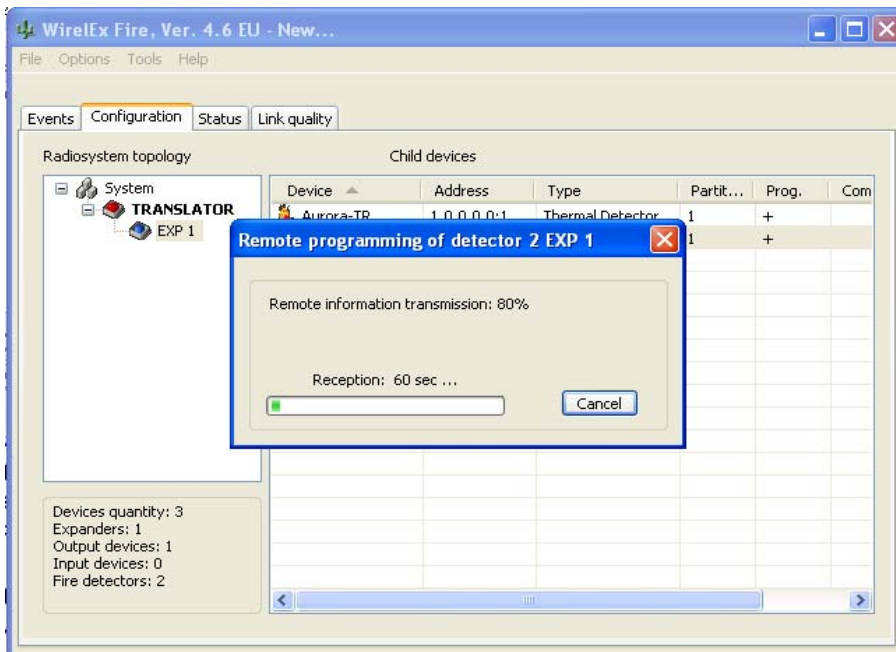 WirelEx Fire, Ver. 4.6 EU - New...
File Options Tools Help
Events Configuration Status Link quality
Radiosystem topology
Child devices
System
TRANSLATOR
EXP 1
Device Address Type Partit... Prog. Com
Aurora-TR 1.0.0.0.0:1 Thermal Detector 1 +
1 +
Remote programming of detector 2 EXP 1
Remote information transmission: 80%
Reception: 60 sec ...
Cancel
Devices quantity: 3
Expanders: 1
Output devices: 1
Input devices: 0
Fire detectors: 2